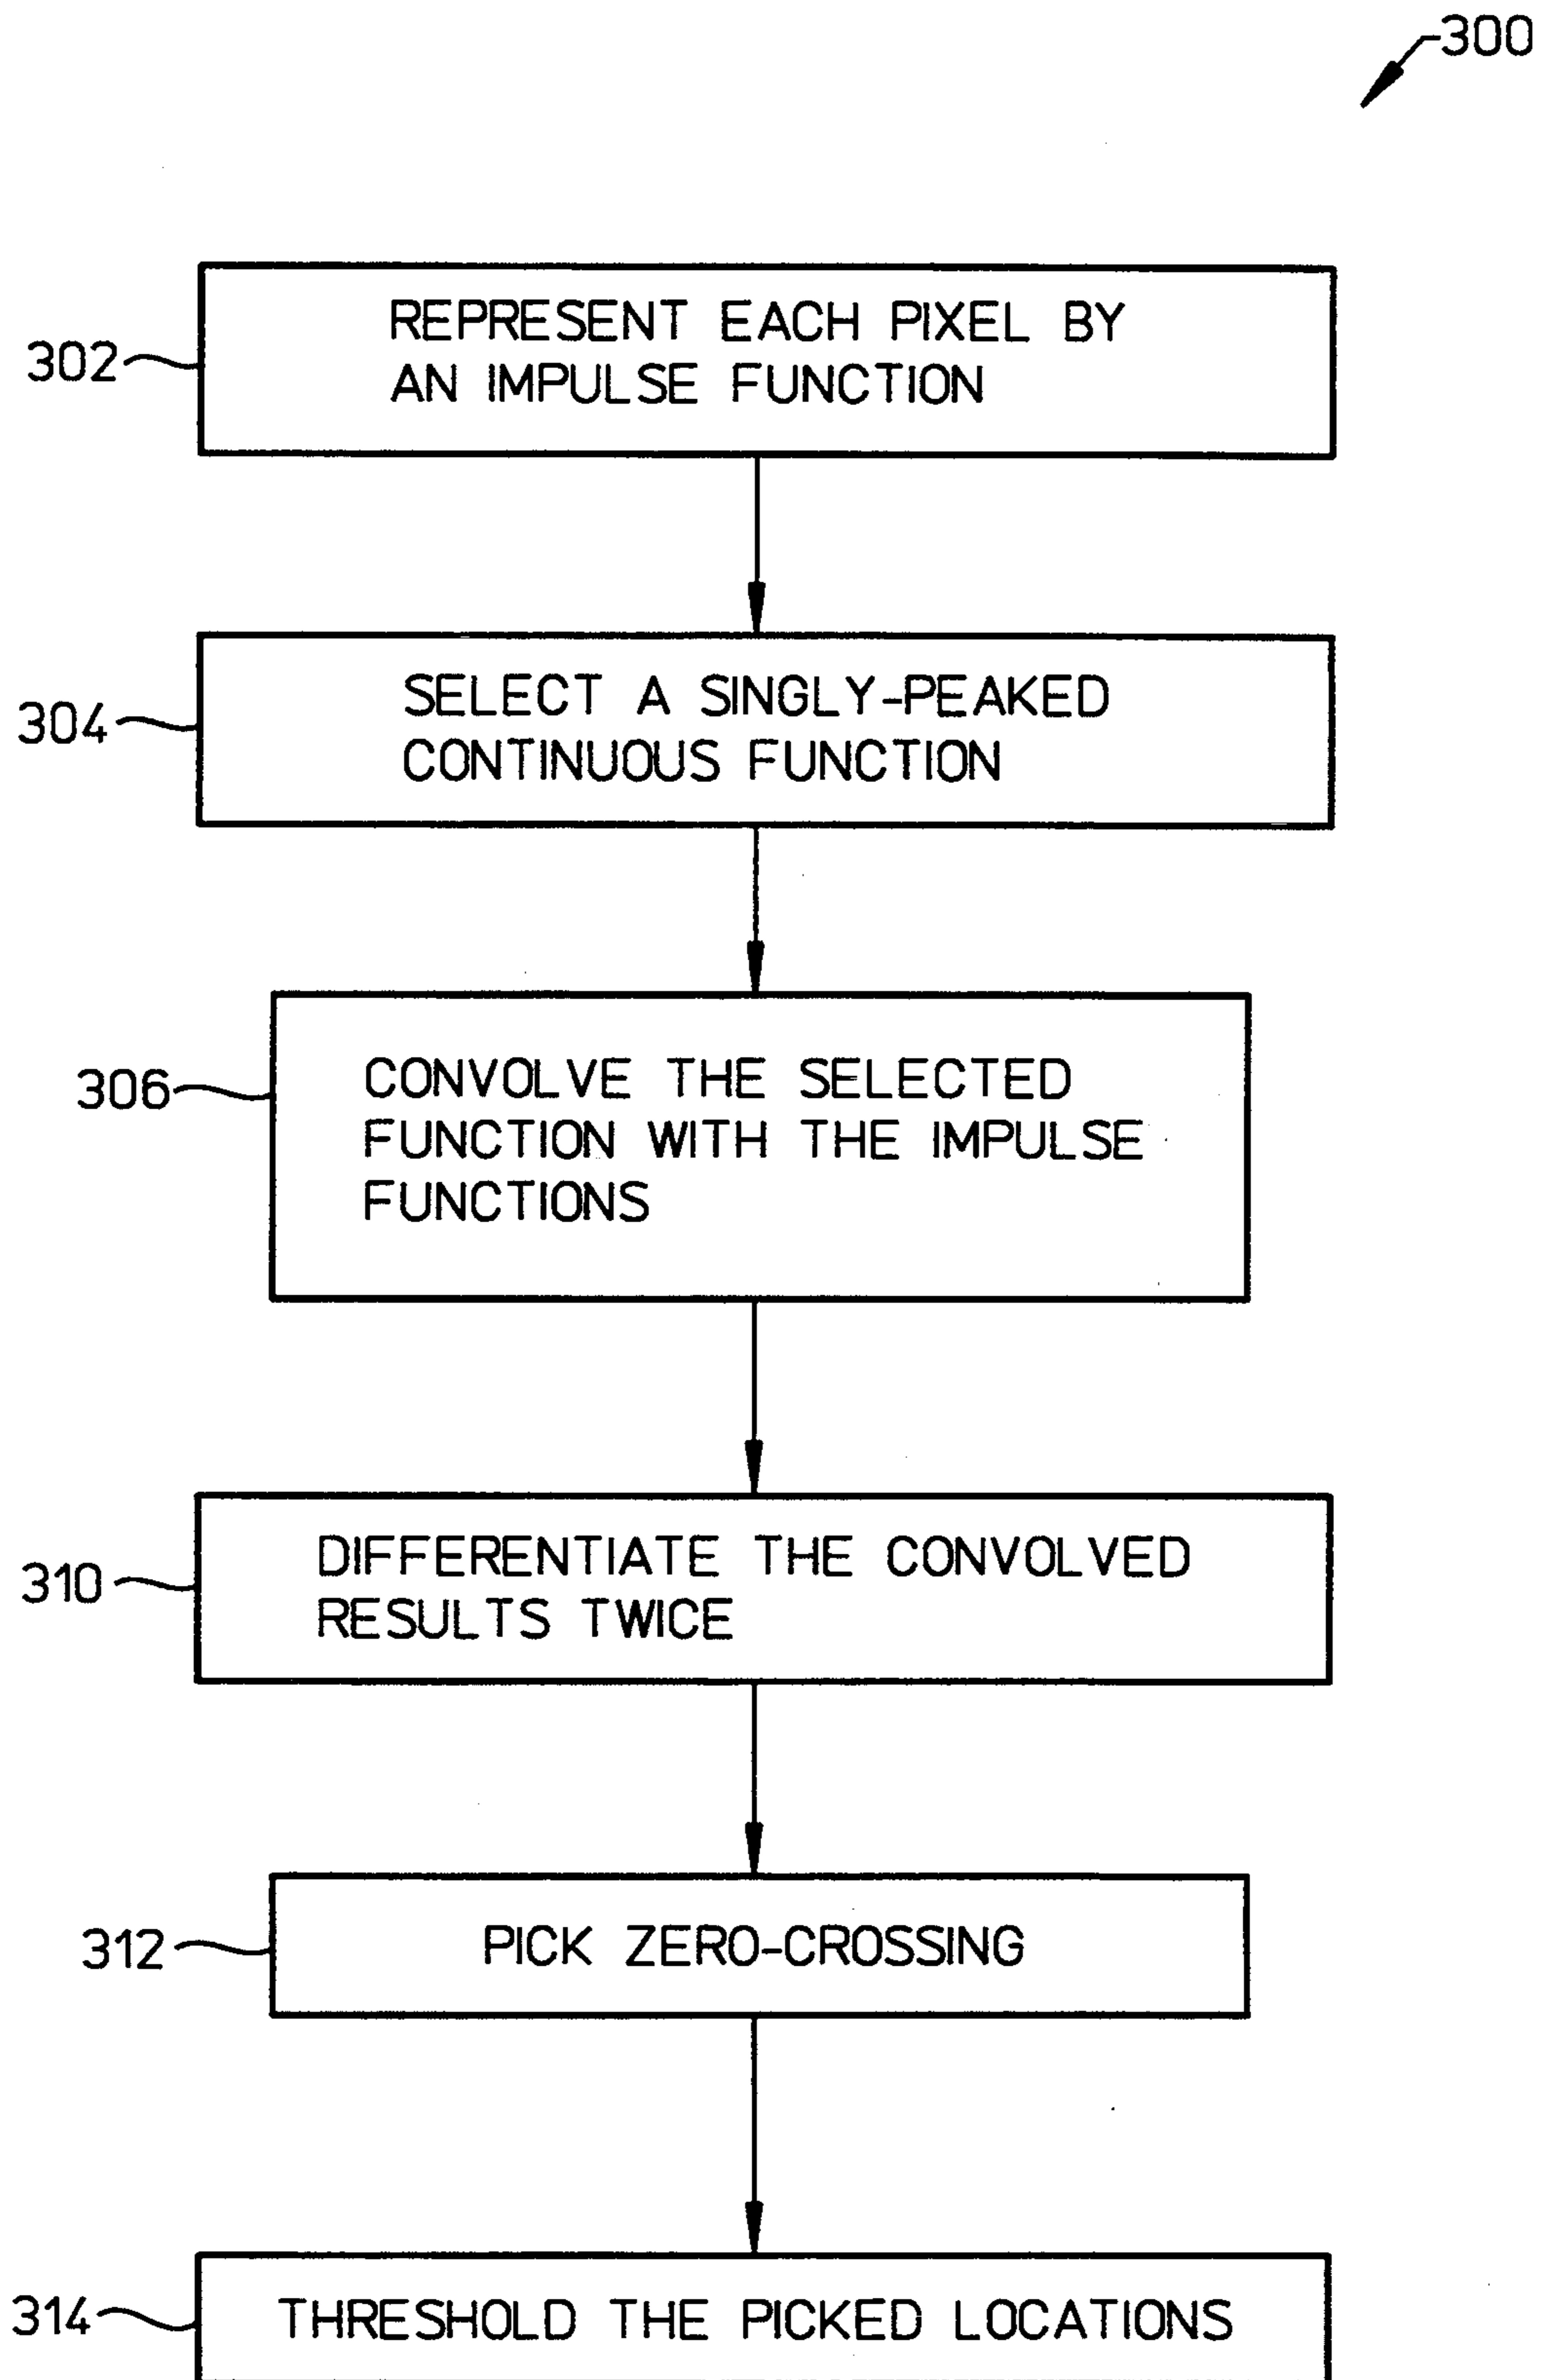 300
302
REPRESENT EACH PIXEL BY
AN IMPULSE FUNCTION
304
SELECT A SINGLY-PEAKED
CONTINUOUS FUNCTION
306
CONVOLVE THE SELECTED
FUNCTION WITH THE IMPULSE
FUNCTIONS
310
DIFFERENTIATE THE CONVOLVED
RESULTS TWICE
312
PICK ZERO-CROSSING
314
THRESHOLD THE PICKED LOCATIONS